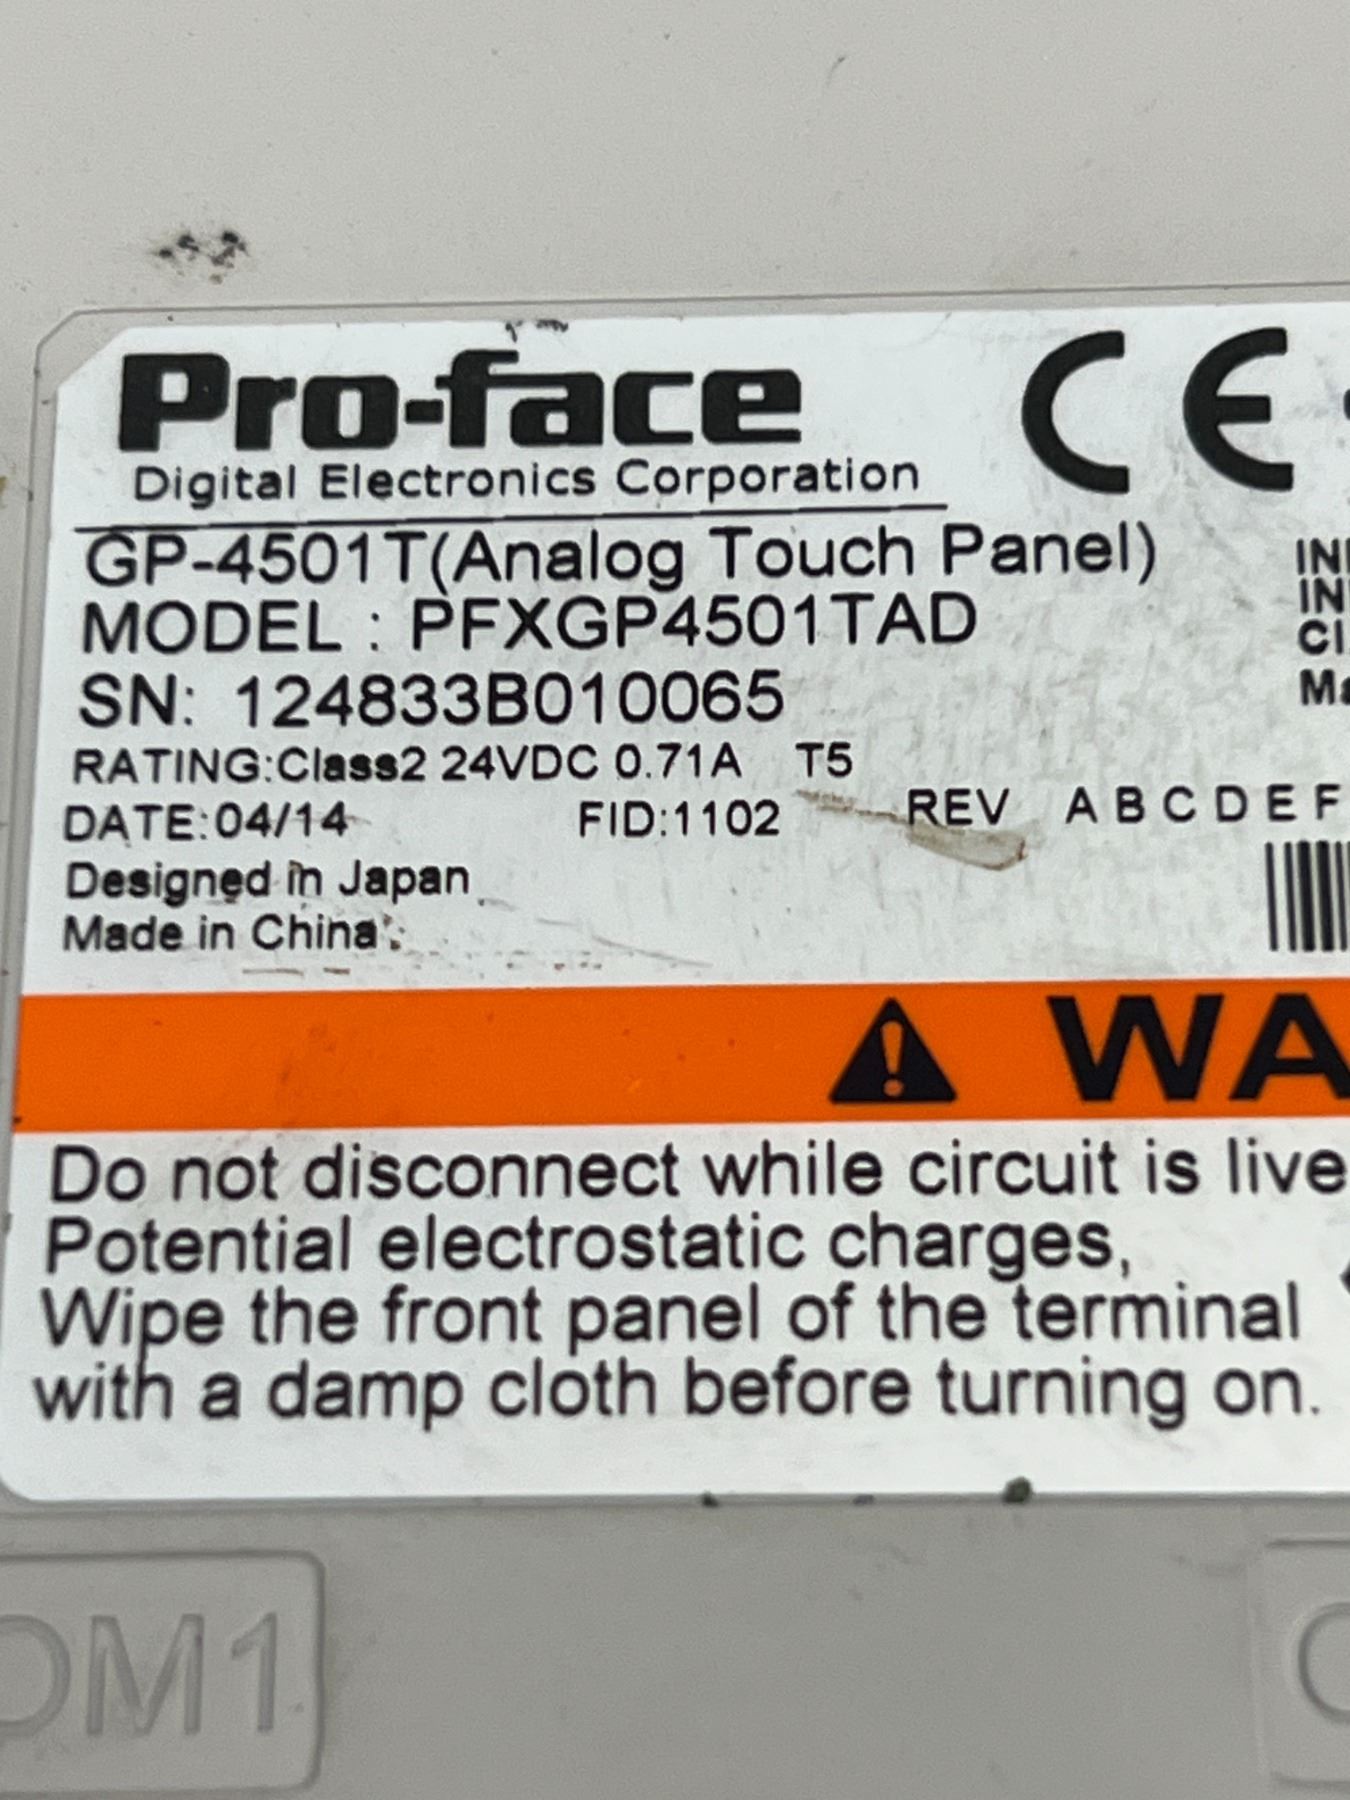 Pro-face
Digital Electronics Corporation
GP-4501T(Analog Touch Panel)
MODEL : PFXGP4501TAD
SN: 124833B010065
RATING:Class2 24VDC 0.71A T5
DATE:04/14 FID:1102 REV A B C D E F
Designed in Japan
Made in China
WA
Do not disconnect while circuit is live
Potential electrostatic charges,
Wipe the front panel of the terminal
with a damp cloth before turning on.
OM1